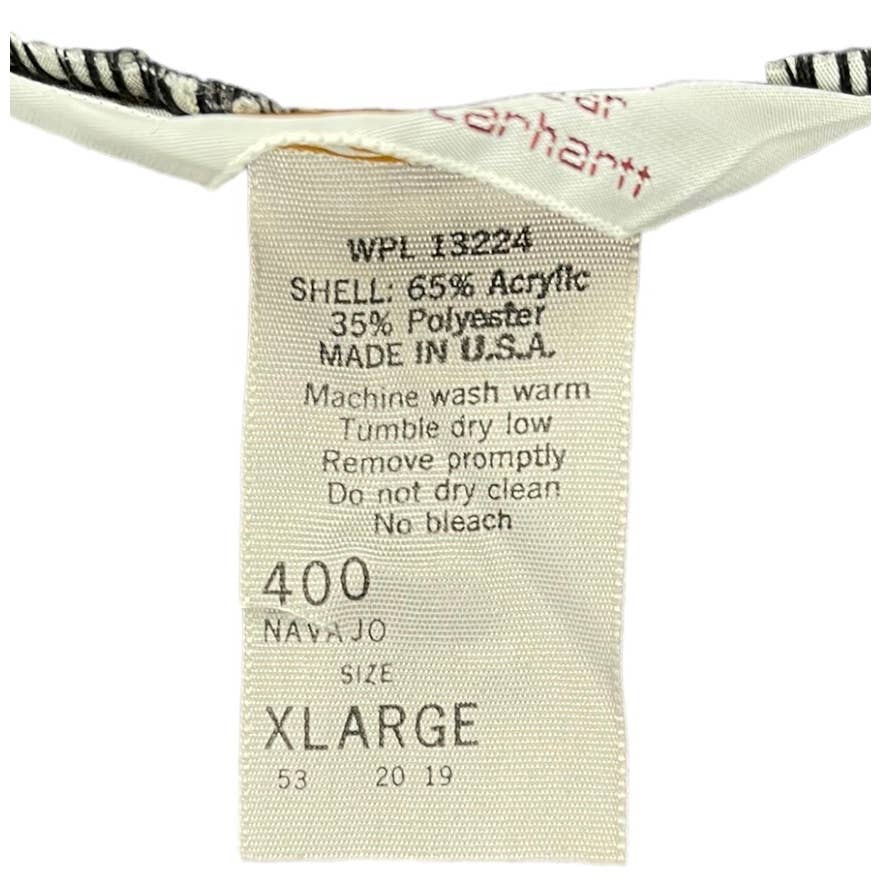 carhartt
WPL 13224
SHELL: 65% Acrylic
35% Polyester
MADE IN U.S.A.
Machine wash warm
Tumble dry low
Remove promptly
Do not dry clean
No bleach
400
NAVAJO
SIZE
XLARGE
53 20 19